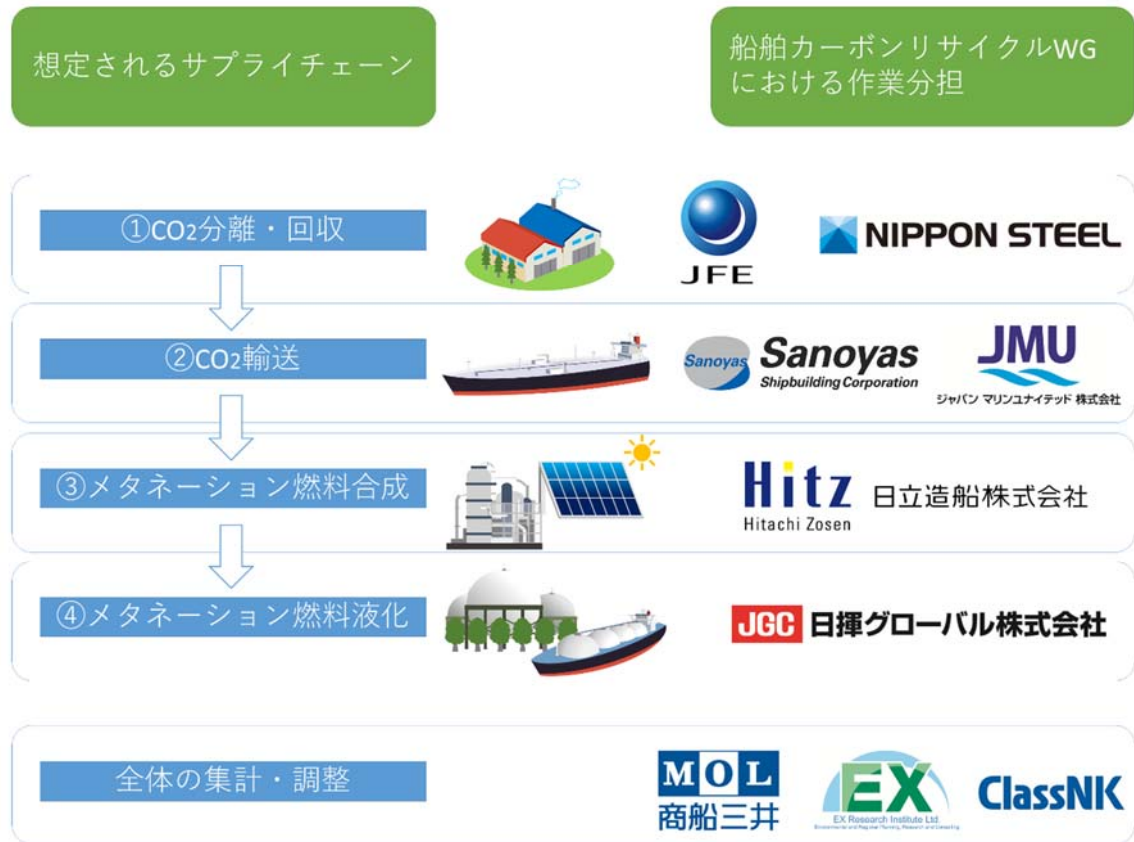 想定されるサプライチェーン
船舶カーボンリサイクルWG
における作業分担
①CO2分離・回収
JFE
NIPPON STEEL
②CO2輸送
Sanoyas
Sanoyas
Shipbuilding Corporation
JMU
ジャパン マリンユナイテッド 株式会社
③メタネーション燃料合成
Hitz
Hitachi Zosen
日立造船株式会社
④メタネーション燃料液化
JGC 日揮グローバル株式会社
全体の集計・調整
MOL
商船三井
EX
EX Research Institute Ltd.
Environmental and Regional Planning, Research and Consulting
ClassNK